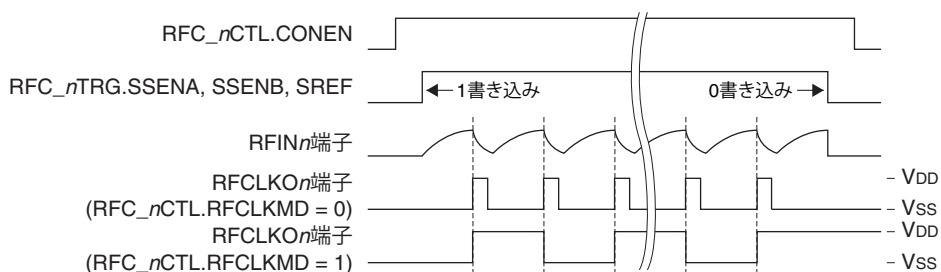 RFC_nCTL.CONEN
RFC_nTRG.SSENA, SSENB, SREF
1書き込み
0書き込み
RFINn端子
RFCLKOn端子
(RFC_nCTL.RFCLKMD = 0)
VDD
VSS
RFCLKOn端子
(RFC_nCTL.RFCLKMD = 1)
VDD
VSS